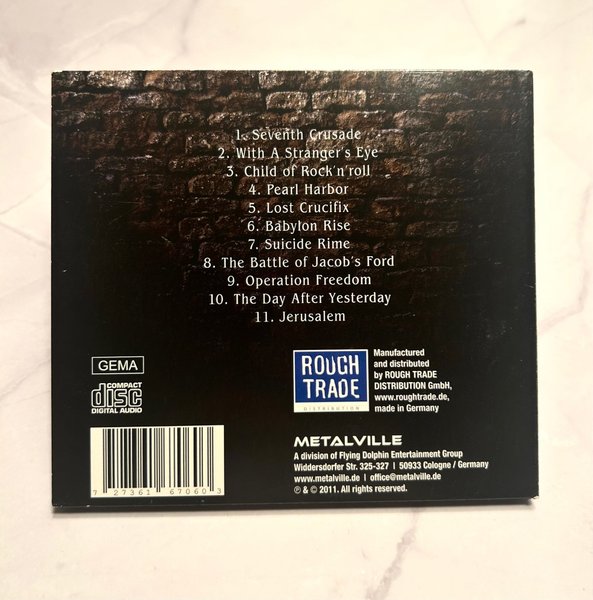 1. Seventh Crusade
2. With A Stranger's Eye
3. Child of Rock'n'roll
4. Pearl Harbor
5. Lost Crucifix
6. Babylon Rise
7. Suicide Rime
8. The Battle of Jacob's Ford
9. Operation Freedom
10. The Day After Yesterday
11. Jerusalem
GEMA
COMPACT
disc
DIGITAL AUDIO
ROUGH
TRADE
DISTRIBUTION
Manufactured
and distributed
by ROUGH TRADE
DISTRIBUTION GmbH,
www.roughtrade.de,
made in Germany
METALVILLE
A division of Flying Dolphin Entertainment Group
Widdersdorfer Str. 325-327 | 50933 Cologne / Germany
www.metalville.de | office@metalville.de
℗ & © 2011. All rights reserved.
7 27361 67060 3